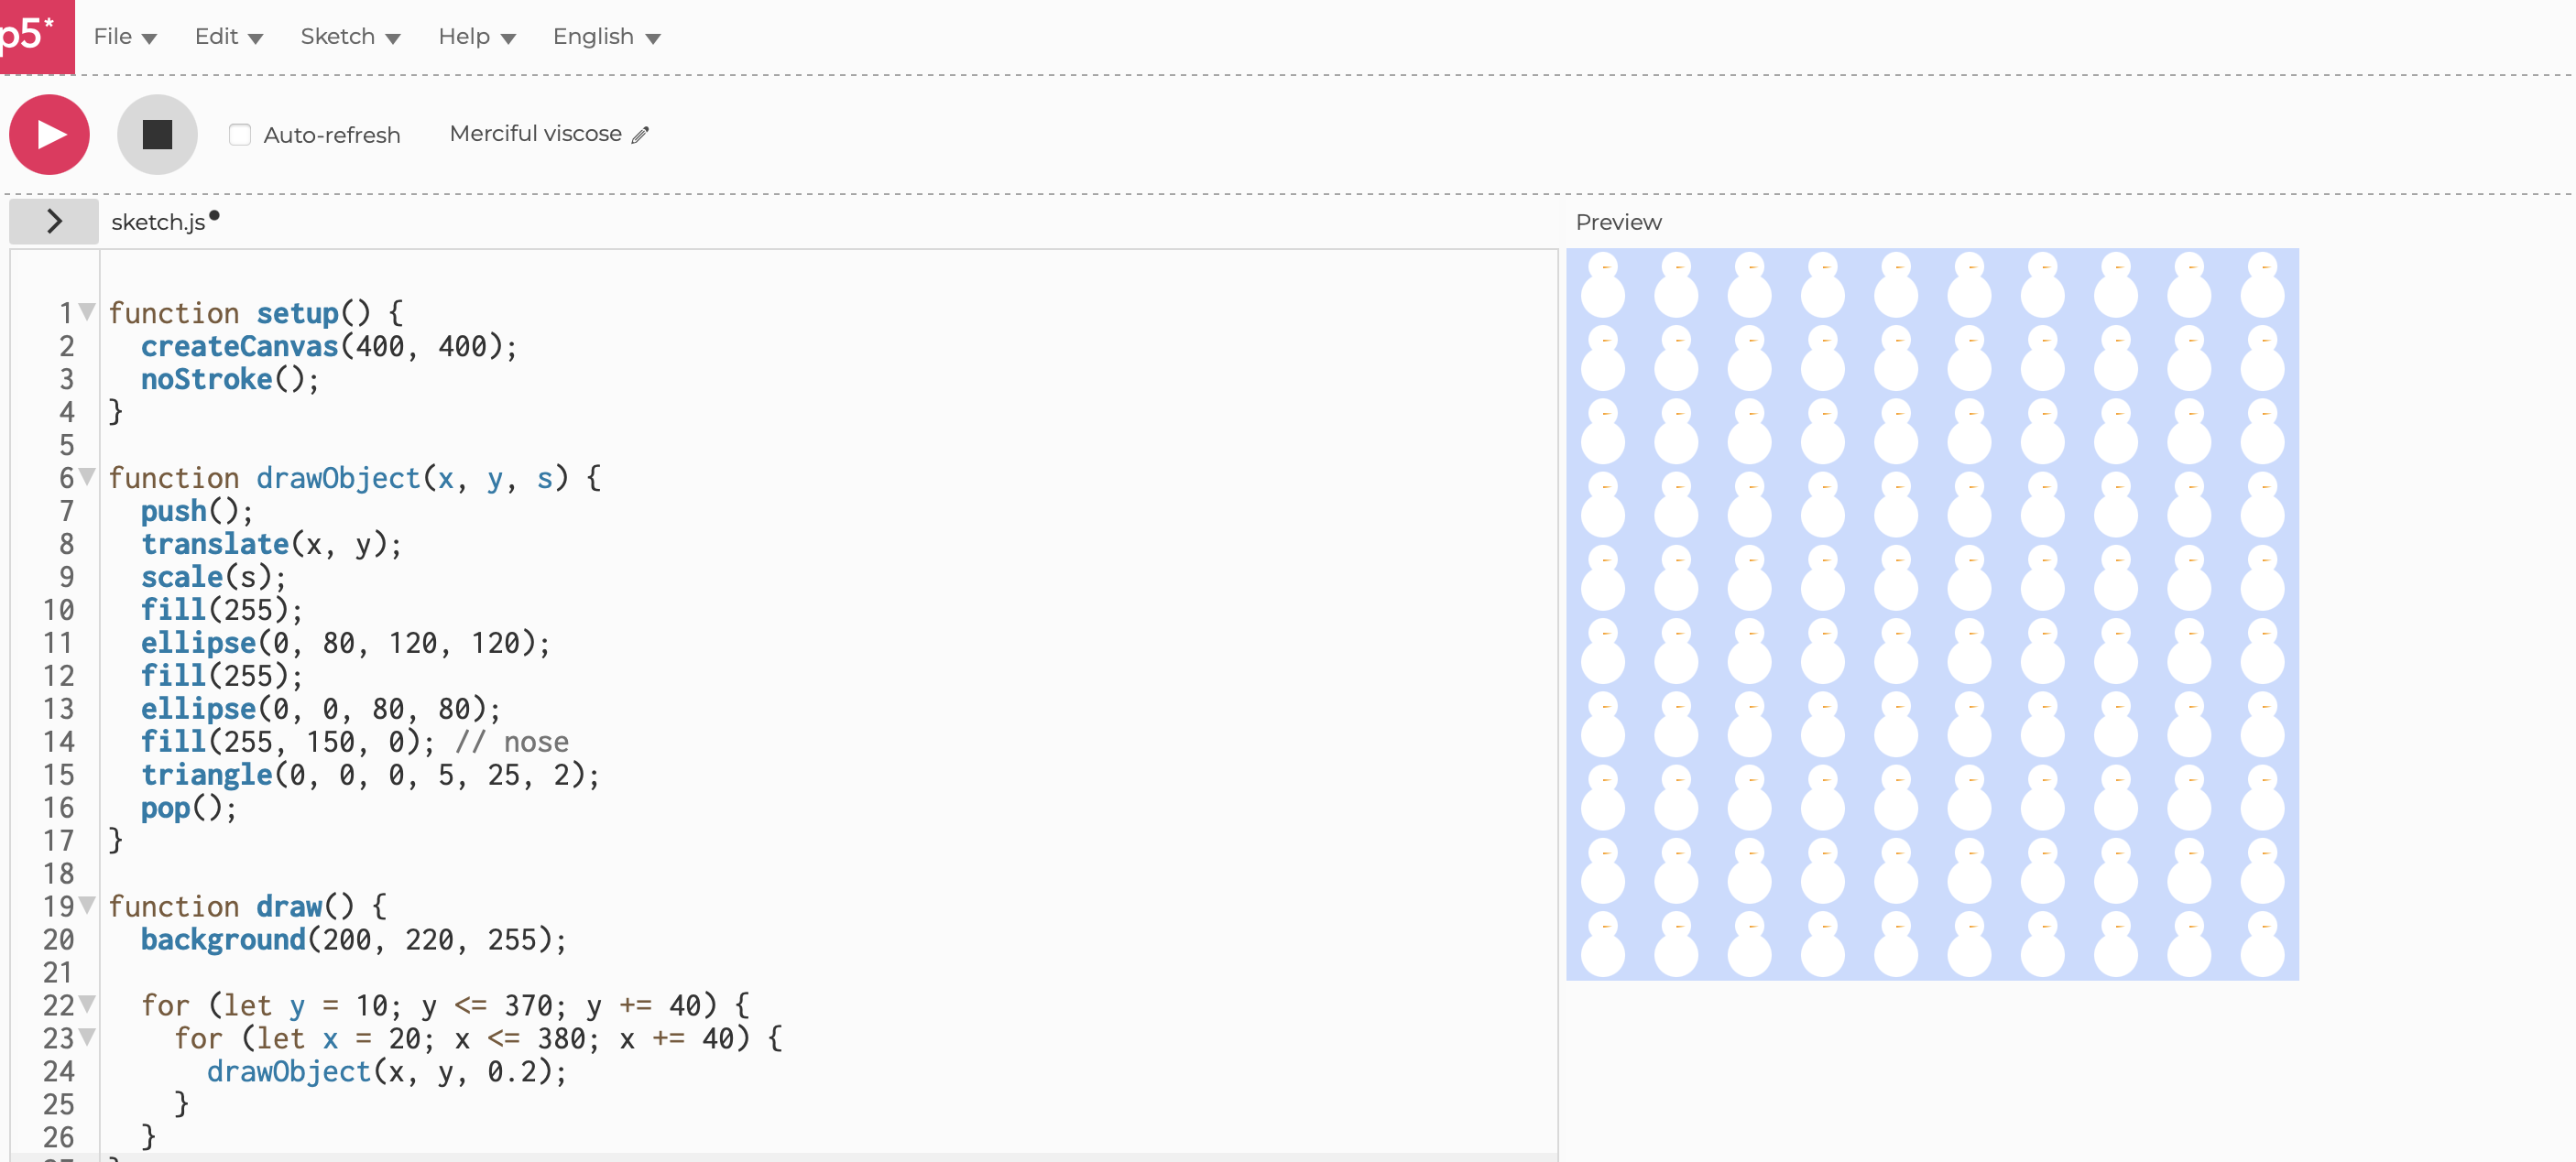 p5*
File Edit Sketch Help English
Auto-refresh Merciful viscose
sketch.js
Preview
1 function setup() {
2 createCanvas(400, 400);
3 noStroke();
4 }
5
6 function drawObject(x, y, s) {
7 push();
8 translate(x, y);
9 scale(s);
10 fill(255);
11 ellipse(0, 80, 120, 120);
12 fill(255);
13 ellipse(0, 0, 80, 80);
14 fill(255, 150, 0); // nose
15 triangle(0, 0, 0, 5, 25, 2);
16 pop();
17 }
18
19 function draw() {
20 background(200, 220, 255);
21
22 for (let y = 10; y <= 370; y += 40) {
23 for (let x = 20; x <= 380; x += 40) {
24 drawObject(x, y, 0.2);
25 }
26 }